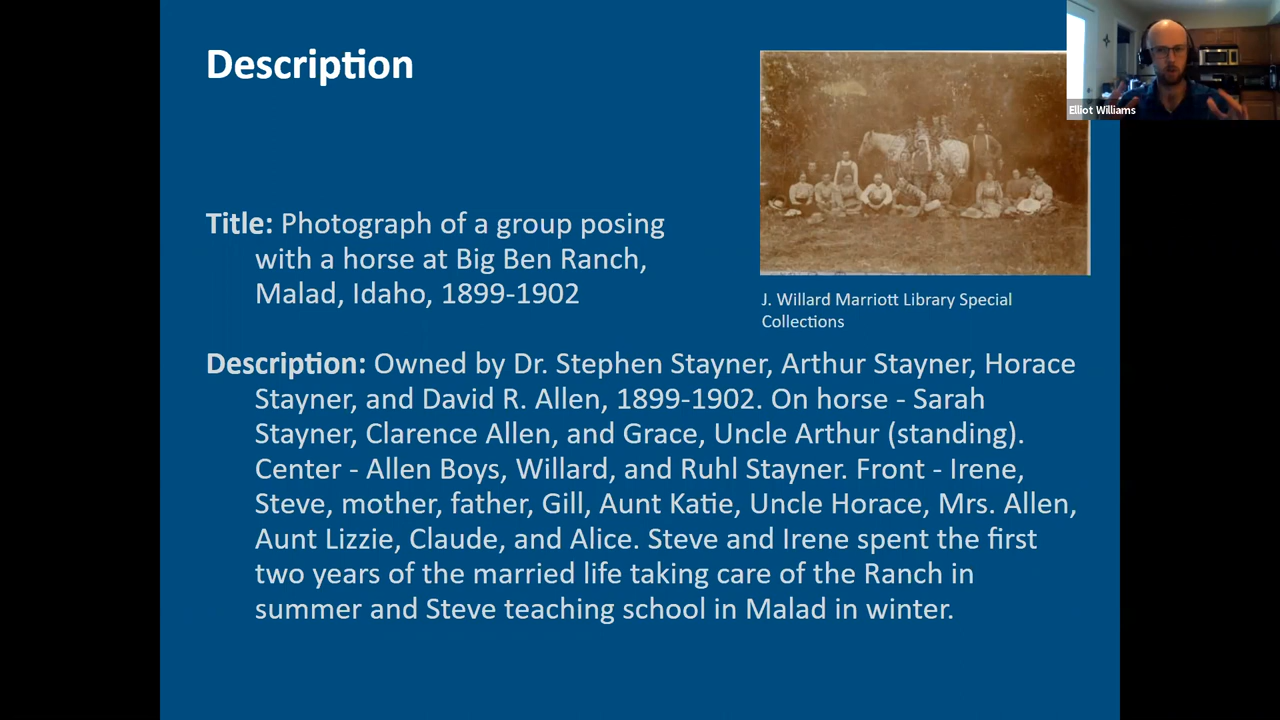 Description
Elliot Williams
Title: Photograph of a group posing
with a horse at Big Ben Ranch,
Malad, Idaho, 1899-1902
J. Willard Marriott Library Special
Collections
Description: Owned by Dr. Stephen Stayner, Arthur Stayner, Horace
Stayner, and David R. Allen, 1899-1902. On horse - Sarah
Stayner, Clarence Allen, and Grace, Uncle Arthur (standing).
Center - Allen Boys, Willard, and Ruhl Stayner. Front - Irene,
Steve, mother, father, Gill, Aunt Katie, Uncle Horace, Mrs. Allen,
Aunt Lizzie, Claude, and Alice. Steve and Irene spent the first
two years of the married life taking care of the Ranch in
summer and Steve teaching school in Malad in winter.